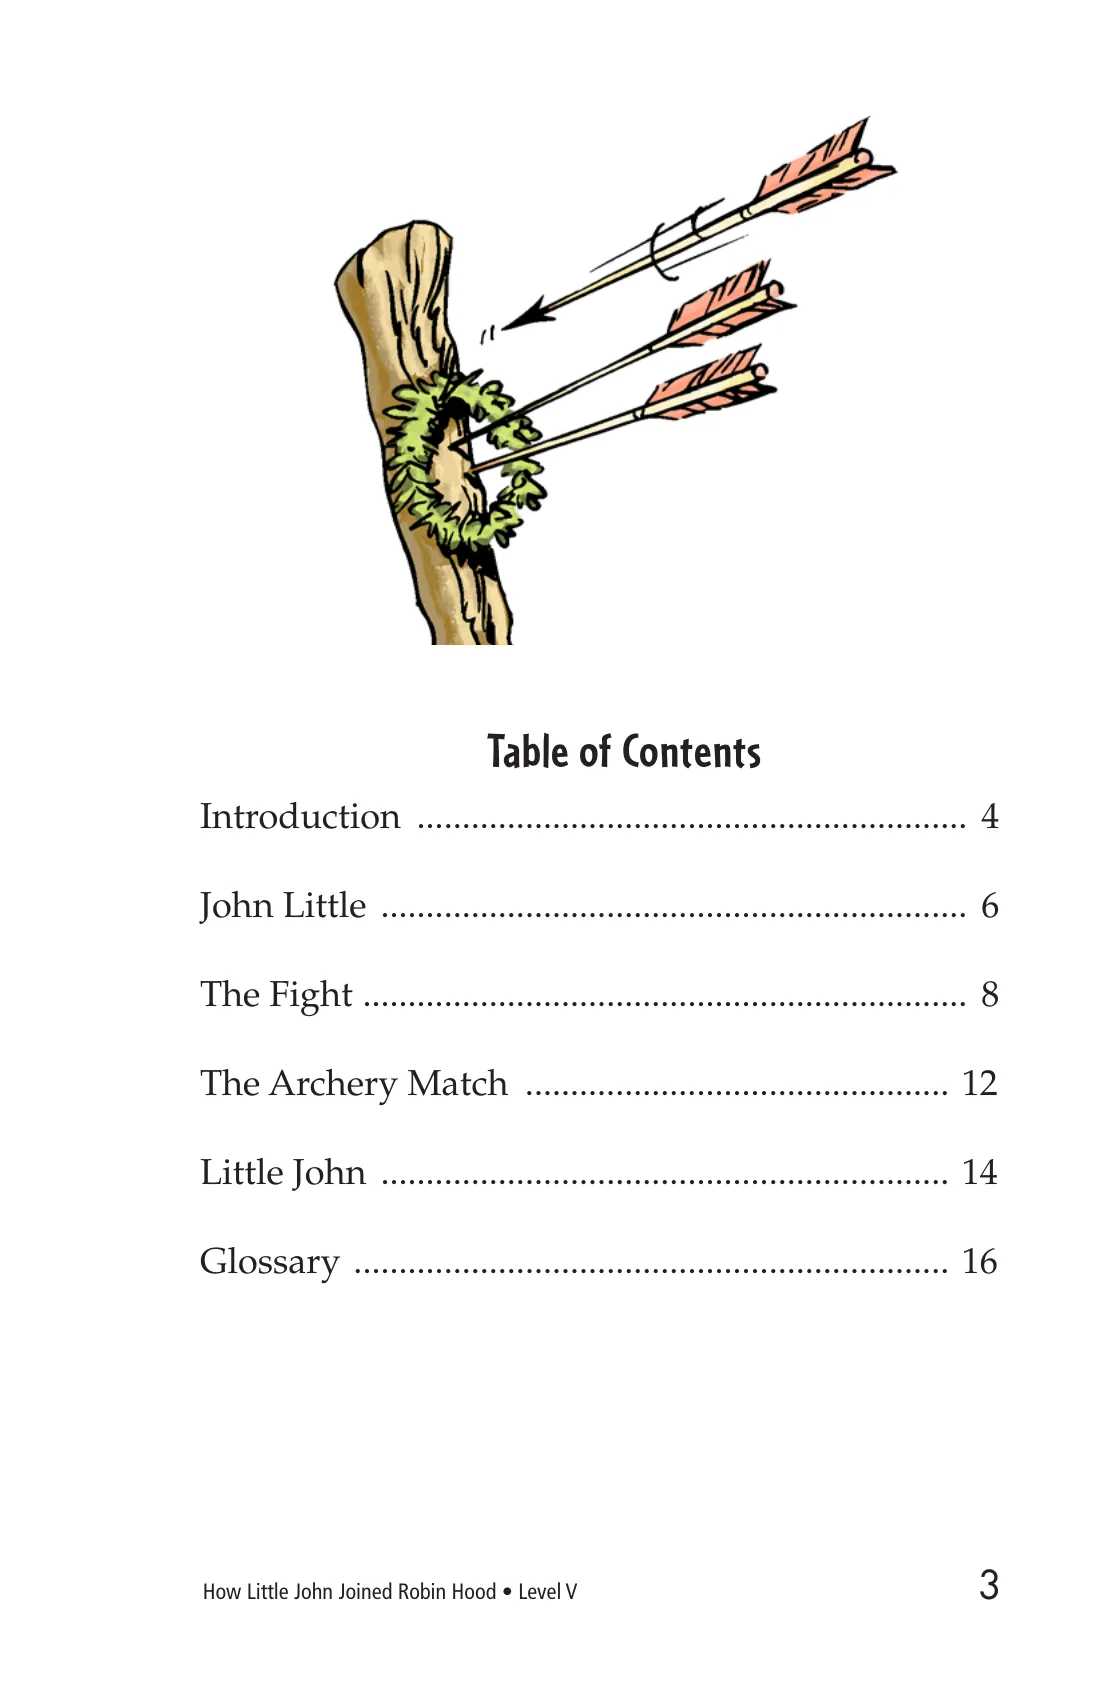 Table of Contents
Introduction ............................................................. 4
John Little ................................................................. 6
The Fight ................................................................... 8
The Archery Match ............................................... 12
Little John ............................................................... 14
Glossary .................................................................. 16
How Little John Joined Robin Hood • Level V 3